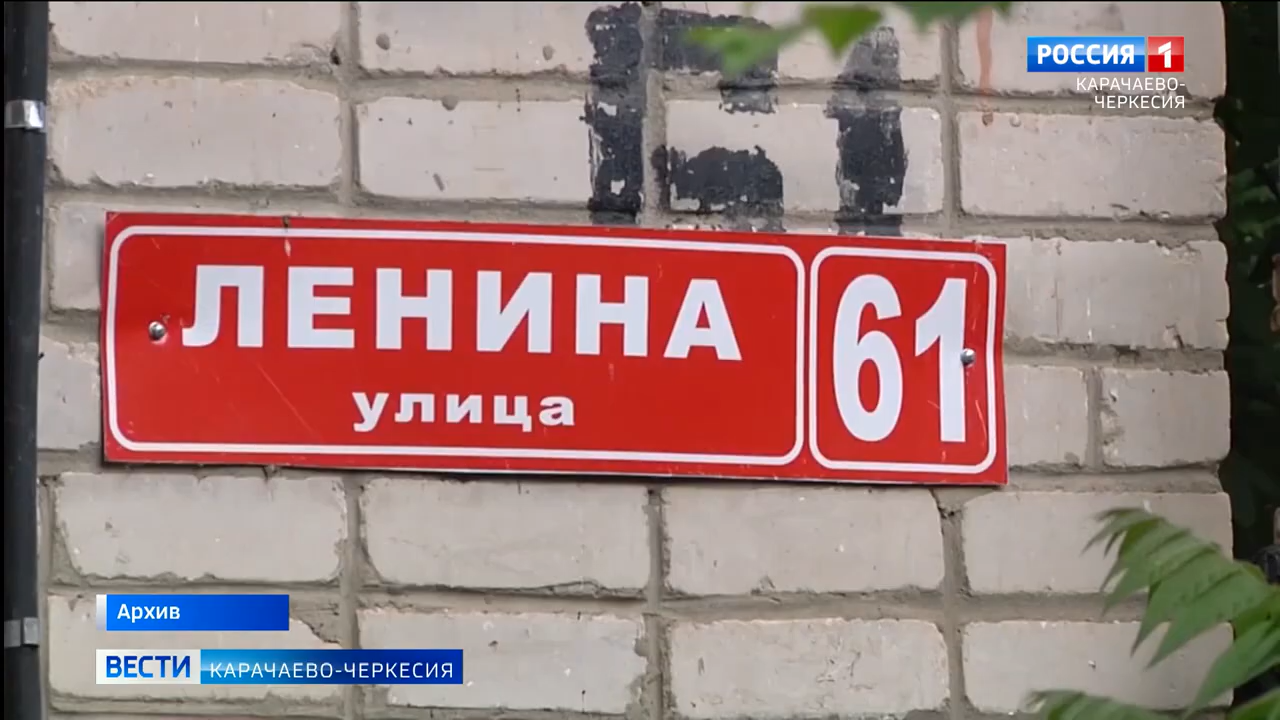 РОССИЯ 1
КАРАЧАЕВО-
ЧЕРКЕСИЯ
ЛЕНИНА
улица
61
Архив
ВЕСТИ КАРАЧАЕВО-ЧЕРКЕСИЯ